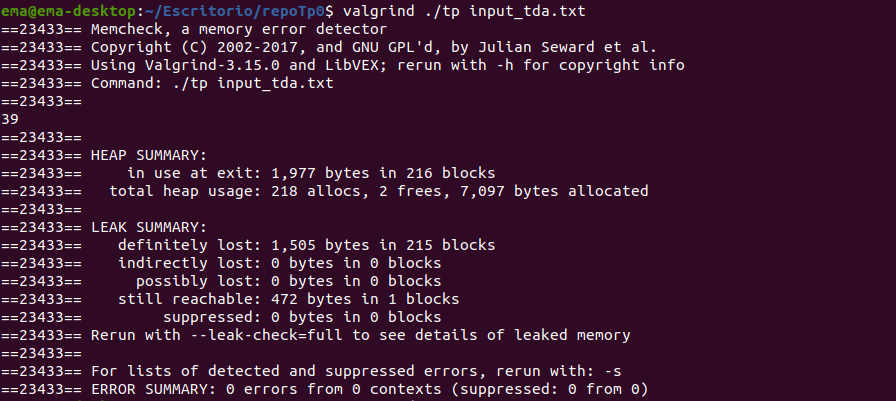 ema@ema-desktop:~/Escritorio/repoTp0$ valgrind ./tp input_tda.txt
==23433== Memcheck, a memory error detector
==23433== Copyright (C) 2002-2017, and GNU GPL'd, by Julian Seward et al.
==23433== Using Valgrind-3.15.0 and LibVEX; rerun with -h for copyright info
==23433== Command: ./tp input_tda.txt
==23433==
39
==23433==
==23433== HEAP SUMMARY:
==23433==     in use at exit: 1,977 bytes in 216 blocks
==23433==   total heap usage: 218 allocs, 2 frees, 7,097 bytes allocated
==23433==
==23433== LEAK SUMMARY:
==23433==    definitely lost: 1,505 bytes in 215 blocks
==23433==    indirectly lost: 0 bytes in 0 blocks
==23433==      possibly lost: 0 bytes in 0 blocks
==23433==    still reachable: 472 bytes in 1 blocks
==23433==         suppressed: 0 bytes in 0 blocks
==23433== Rerun with --leak-check=full to see details of leaked memory
==23433==
==23433== For lists of detected and suppressed errors, rerun with: -s
==23433== ERROR SUMMARY: 0 errors from 0 contexts (suppressed: 0 from 0)